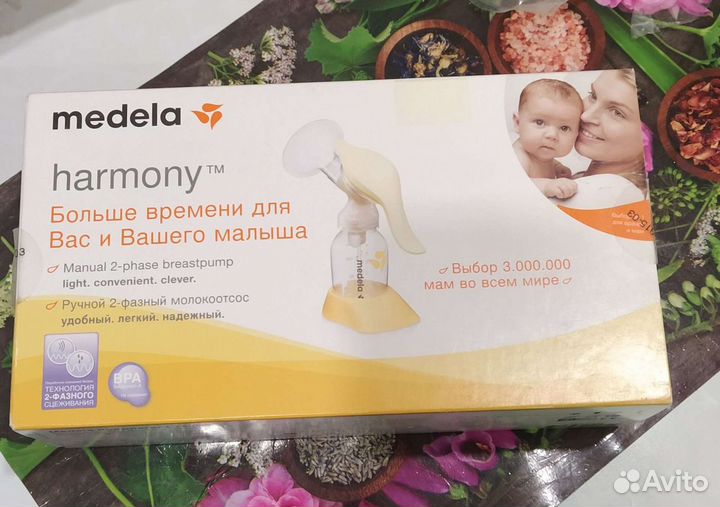 medela
harmony™
Больше времени для
Вас и Вашего малыша
Manual 2-phase breastpump
light. convenient. clever.
Ручной 2-фазный молокоотсос
удобный. легкий. надежный.
medela
Выбор 3.000.000
мам во всем мире
ТЕХНОЛОГИЯ
2-ФАЗНОГО
СЦЕЖИВАНИЯ
BPA
Avito